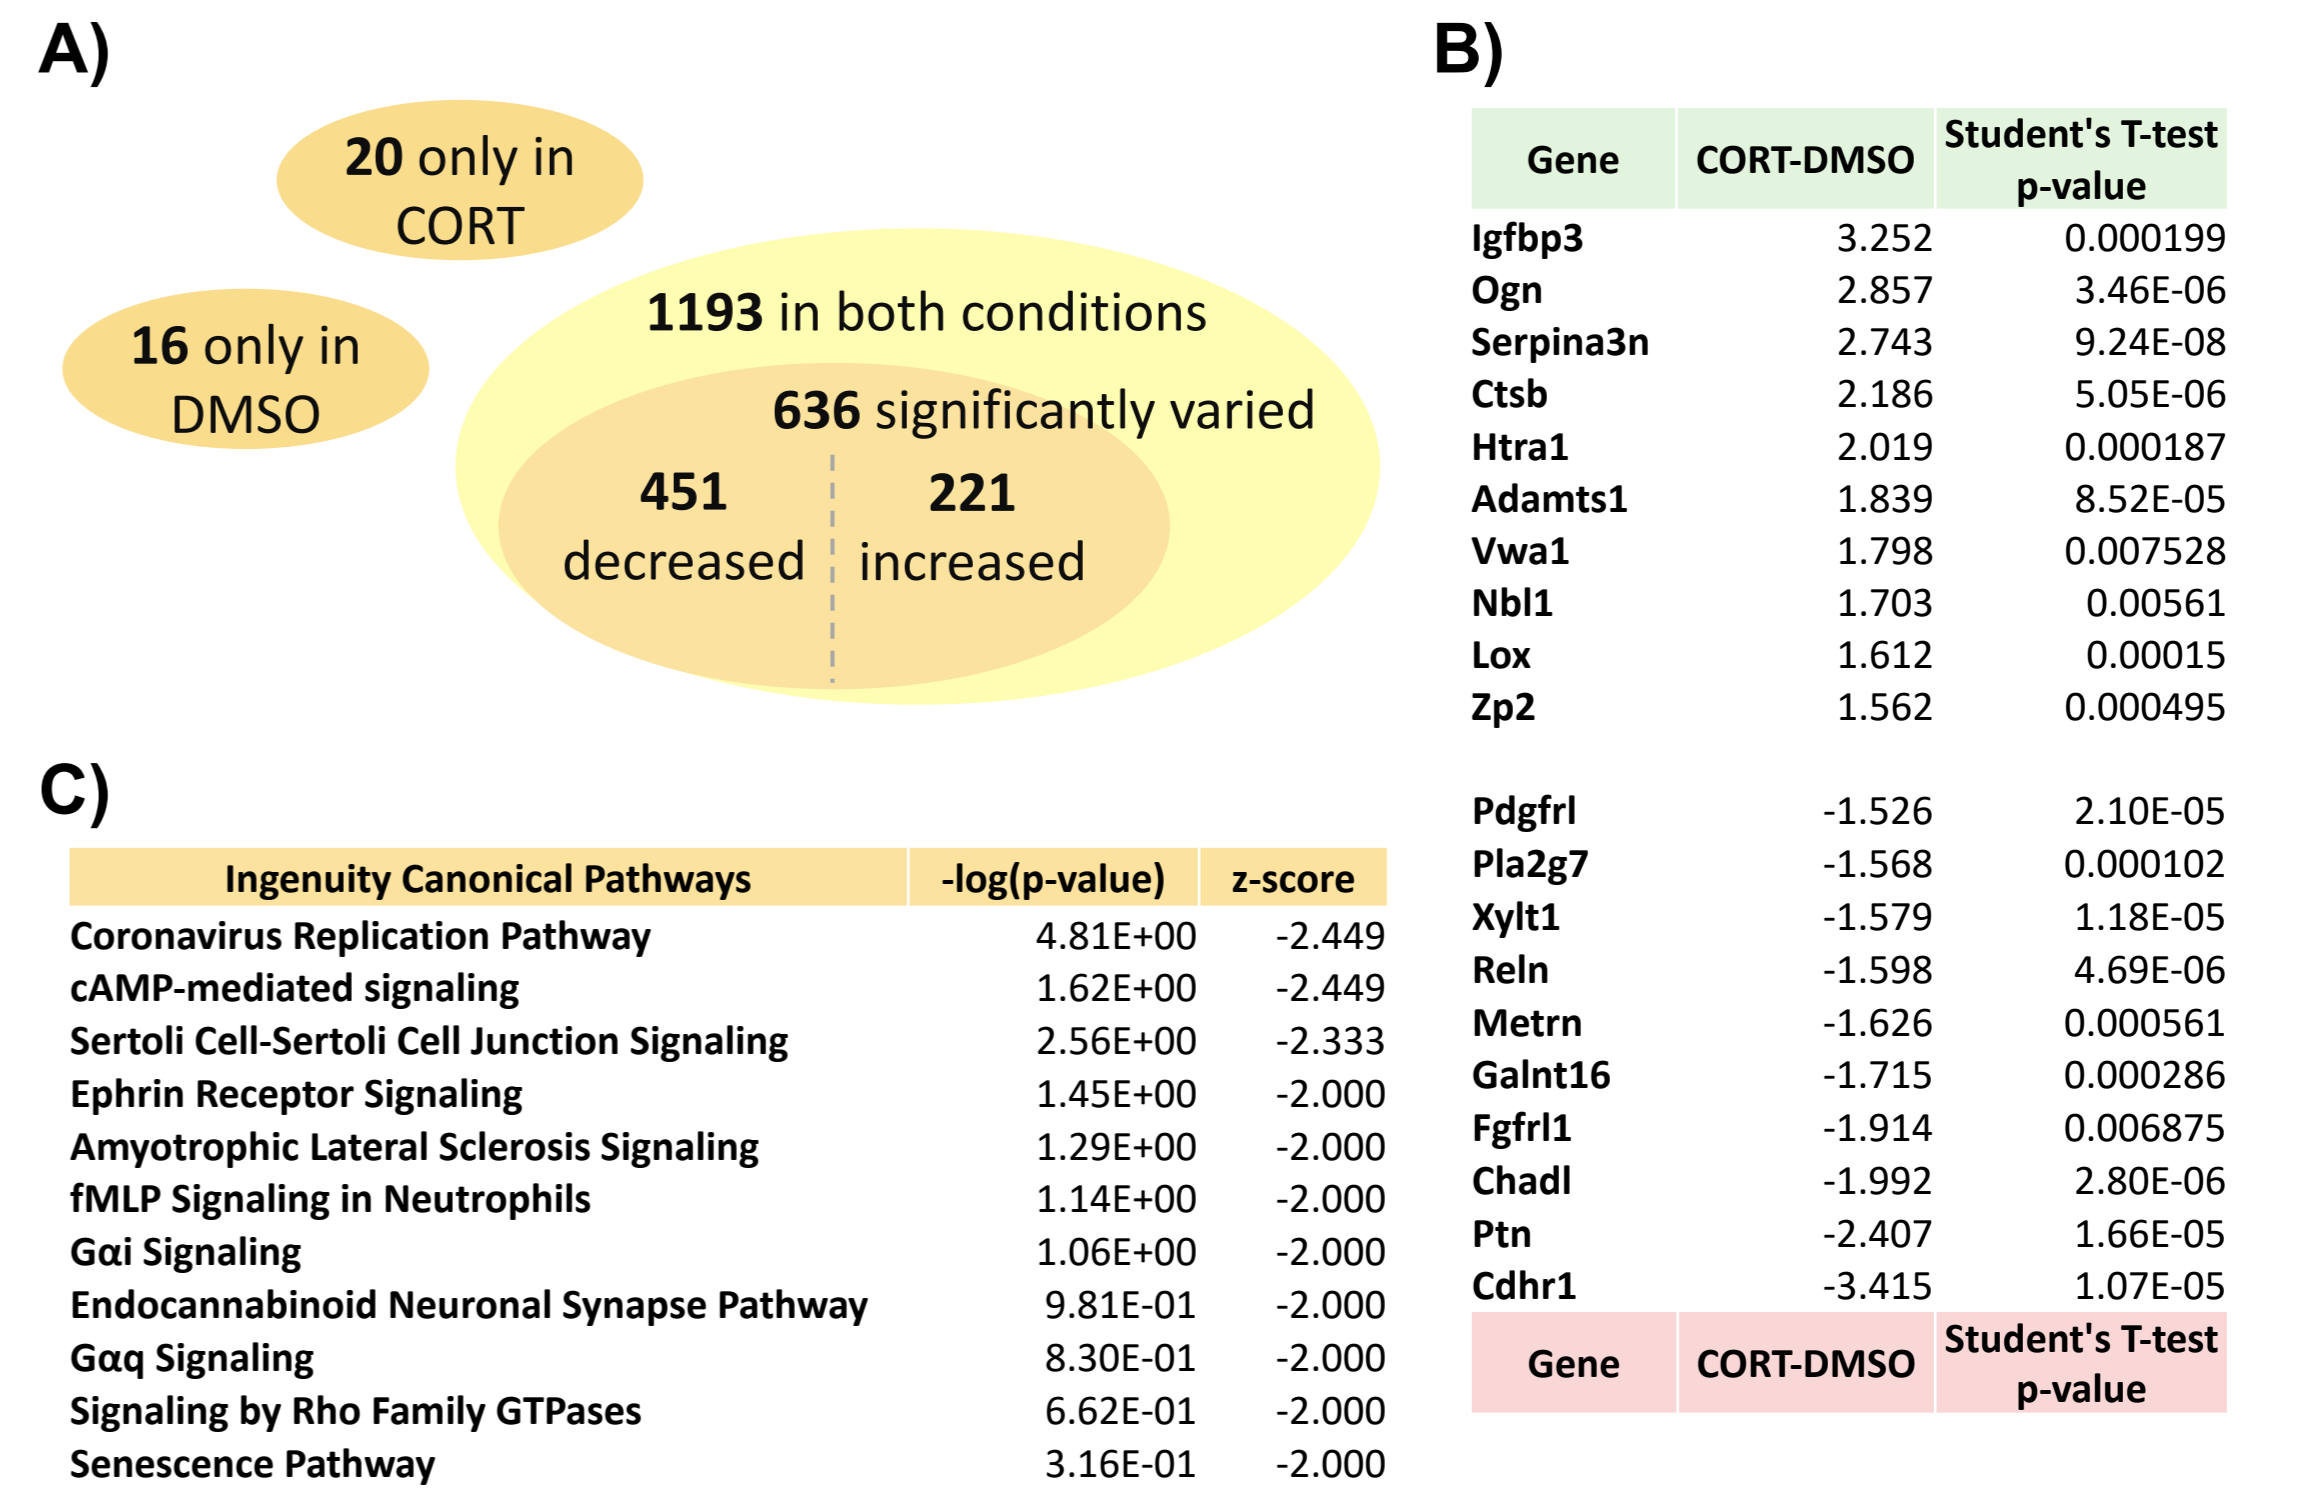 A)
20 only in
CORT
16 only in
DMSO
1193 in both conditions
636 significantly varied
451
decreased
221
increased
B)
Gene CORT-DMSO Student's T-test p-value
Igfbp3 3.252 0.000199
Ogn 2.857 3.46E-06
Serpina3n 2.743 9.24E-08
Ctsb 2.186 5.05E-06
Htra1 2.019 0.000187
Adamts1 1.839 8.52E-05
Vwa1 1.798 0.007528
Nbl1 1.703 0.00561
Lox 1.612 0.00015
Zp2 1.562 0.000495
Pdgfrl -1.526 2.10E-05
Pla2g7 -1.568 0.000102
Xylt1 -1.579 1.18E-05
Reln -1.598 4.69E-06
Metrn -1.626 0.000561
Galnt16 -1.715 0.000286
Fgfrl1 -1.914 0.006875
Chadl -1.992 2.80E-06
Ptn -2.407 1.66E-05
Cdhr1 -3.415 1.07E-05
Gene CORT-DMSO Student's T-test p-value
C)
Ingenuity Canonical Pathways -log(p-value) z-score
Coronavirus Replication Pathway 4.81E+00 -2.449
cAMP-mediated signaling 1.62E+00 -2.449
Sertoli Cell-Sertoli Cell Junction Signaling 2.56E+00 -2.333
Ephrin Receptor Signaling 1.45E+00 -2.000
Amyotrophic Lateral Sclerosis Signaling 1.29E+00 -2.000
fMLP Signaling in Neutrophils 1.14E+00 -2.000
Gαi Signaling 1.06E+00 -2.000
Endocannabinoid Neuronal Synapse Pathway 9.81E-01 -2.000
Gαq Signaling 8.30E-01 -2.000
Signaling by Rho Family GTPases 6.62E-01 -2.000
Senescence Pathway 3.16E-01 -2.000